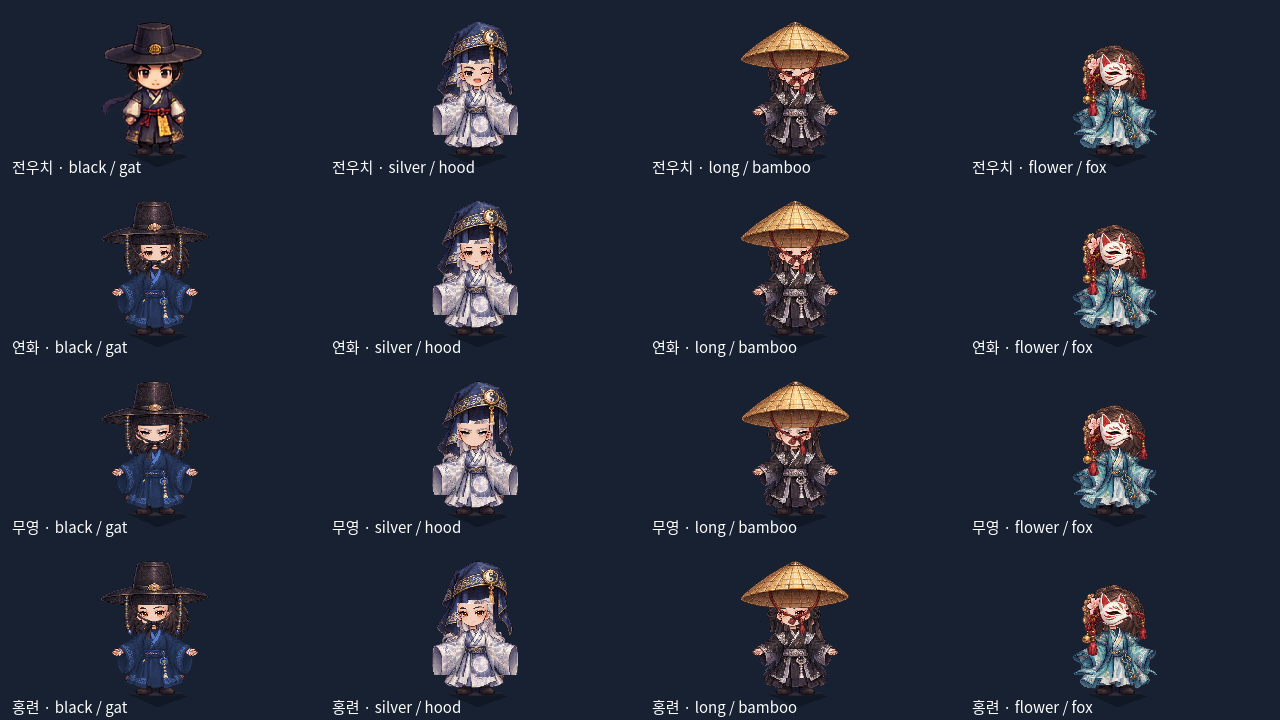 전우치 · black / gat
전우치 · silver / hood
전우치 · long / bamboo
전우치 · flower / fox
연화 · black / gat
연화 · silver / hood
연화 · long / bamboo
연화 · flower / fox
무영 · black / gat
무영 · silver / hood
무영 · long / bamboo
무영 · flower / fox
홍련 · black / gat
홍련 · silver / hood
홍련 · long / bamboo
홍련 · flower / fox